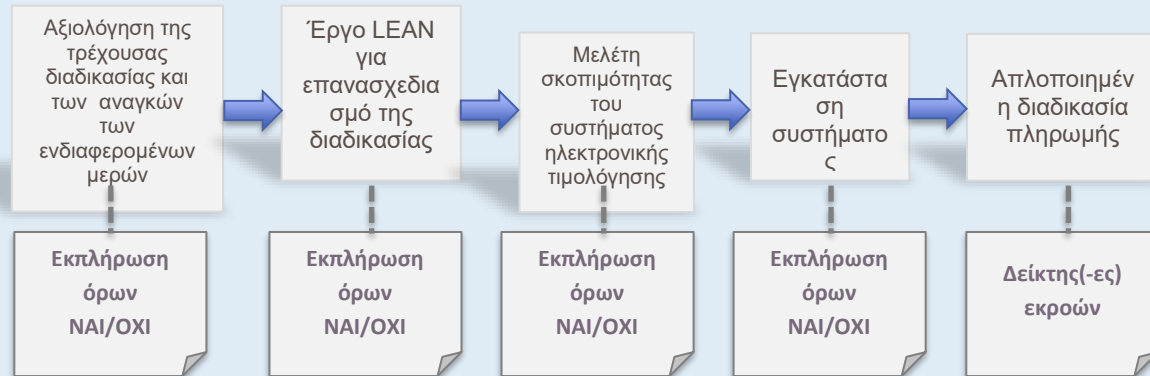 Αξιολόγηση της
τρέχουσας
διαδικασίας και
των αναγκών
των
ενδιαφερομένων
μερών
Έργο LEAN
για
επανασχεδια
σμό της
διαδικασίας
Μελέτη
σκοπιμότητας
του
συστήματος
ηλεκτρονικής
τιμολόγησης
Εγκατάστα
ση
συστήματο
ς
Απλοποιημέν
η διαδικασία
πληρωμής
Εκπλήρωση
όρων
ΝΑΙ/ΟΧΙ
Εκπλήρωση
όρων
ΝΑΙ/ΟΧΙ
Εκπλήρωση
όρων
ΝΑΙ/ΟΧΙ
Εκπλήρωση
όρων
ΝΑΙ/ΟΧΙ
Δείκτης(-ες)
εκροών